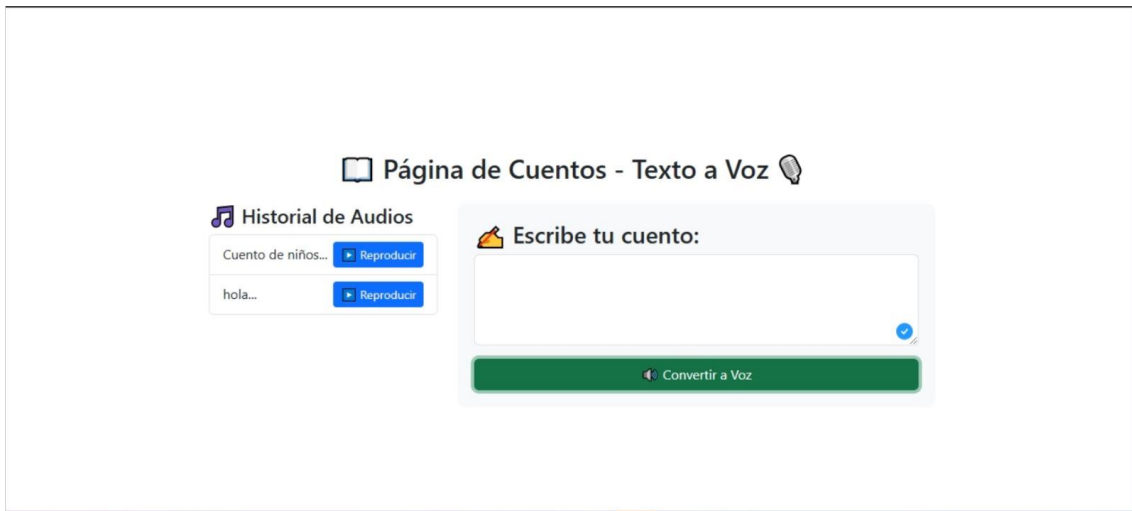 📖 Página de Cuentos - Texto a Voz 🎙️
🎵 Historial de Audios
Cuento de niños... ▶️ Reproducir
hola... ▶️ Reproducir
✍️ Escribe tu cuento:
🔊 Convertir a Voz